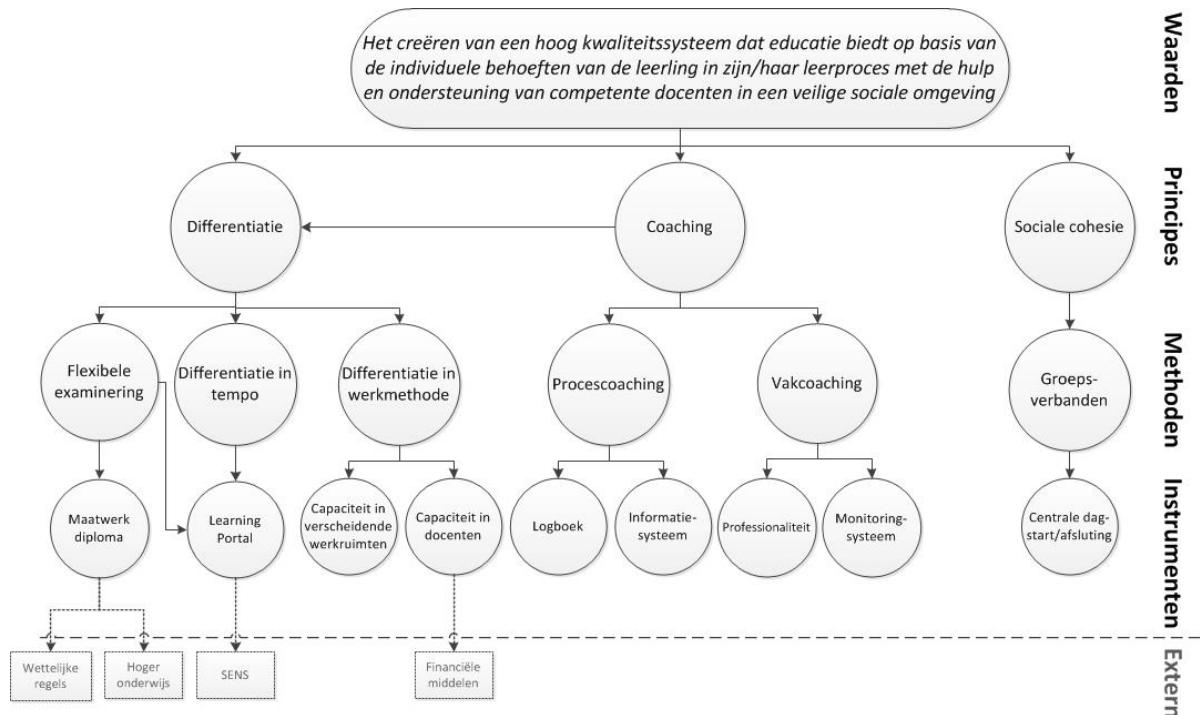 Het creëren van een hoog kwaliteitssysteem dat educatie biedt op basis van
de individuele behoeften van de leerling in zijn/haar leerproces met de hulp
en ondersteuning van competente docenten in een veilige sociale omgeving
Waarden
Differentiatie
Coaching
Sociale cohesie
Principes
Flexibele
examinering
Differentiatie in
tempo
Differentiatie in
werkmethode
Procescoaching
Vakcoaching
Groeps-
verbanden
Methoden
Maatwerk
diploma
Learning
Portal
Capaciteit in
verscheidende
werkruimten
Capaciteit in
docenten
Logboek
Informatie-
systeem
Professionaliteit
Monitoring-
systeem
Centrale dag-
start/afsluting
Instrumenten
Wettelijke
regels
Hoger
onderwijs
SENS
Financiële
middelen
Extern